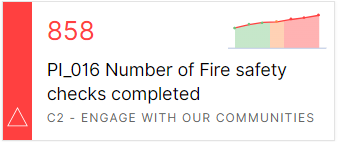 858
PI_016 Number of Fire safety
checks completed
C2 - ENGAGE WITH OUR COMMUNITIES